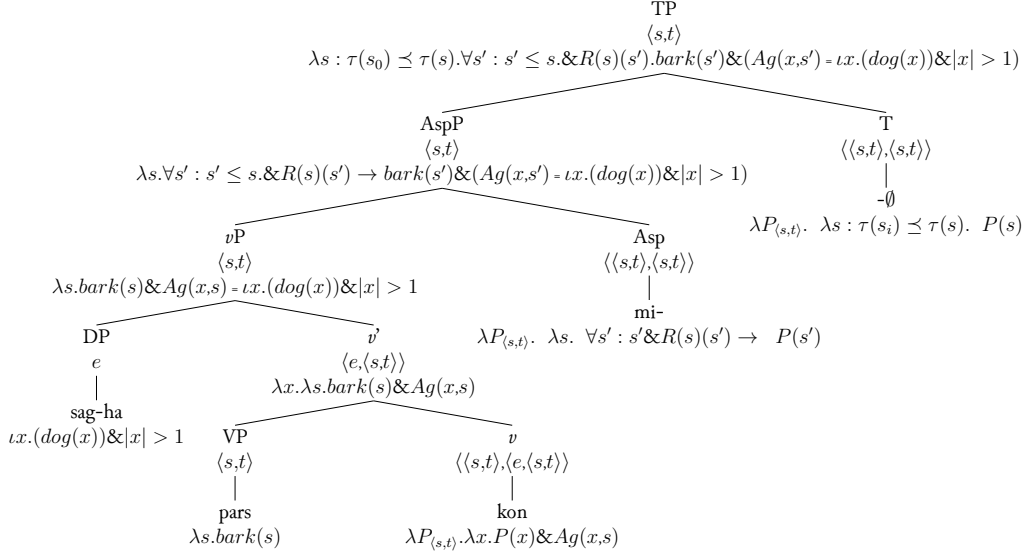 TP
⟨s,t⟩
λs : τ(s₀) ⪯ τ(s).∀s′ : s′ ≤ s.&R(s)(s′).bark(s′)&(Ag(x,s′) = ιx.(dog(x))&|x| > 1)
AspP T
⟨s,t⟩ ⟨⟨s,t⟩,⟨s,t⟩⟩
λs.∀s′ : s′ ≤ s.&R(s)(s′) → bark(s′)&(Ag(x,s′) = ιx.(dog(x))&|x| > 1) -∅
λP⟨s,t⟩. λs : τ(sᵢ) ⪯ τ(s). P(s)
vP Asp
⟨s,t⟩ ⟨⟨s,t⟩,⟨s,t⟩⟩
λs.bark(s)&Ag(x,s) = ιx.(dog(x))&|x| > 1 mi-
λP⟨s,t⟩. λs. ∀s′ : s′&R(s)(s′) → P(s′)
DP v'
e ⟨e,⟨s,t⟩⟩
λx.λs.bark(s)&Ag(x,s)
sag-ha
ιx.(dog(x))&|x| > 1
VP v
⟨s,t⟩ ⟨⟨s,t⟩,⟨e,⟨s,t⟩⟩
pars kon
λs.bark(s) λP⟨s,t⟩.λx.P(x)&Ag(x,s)